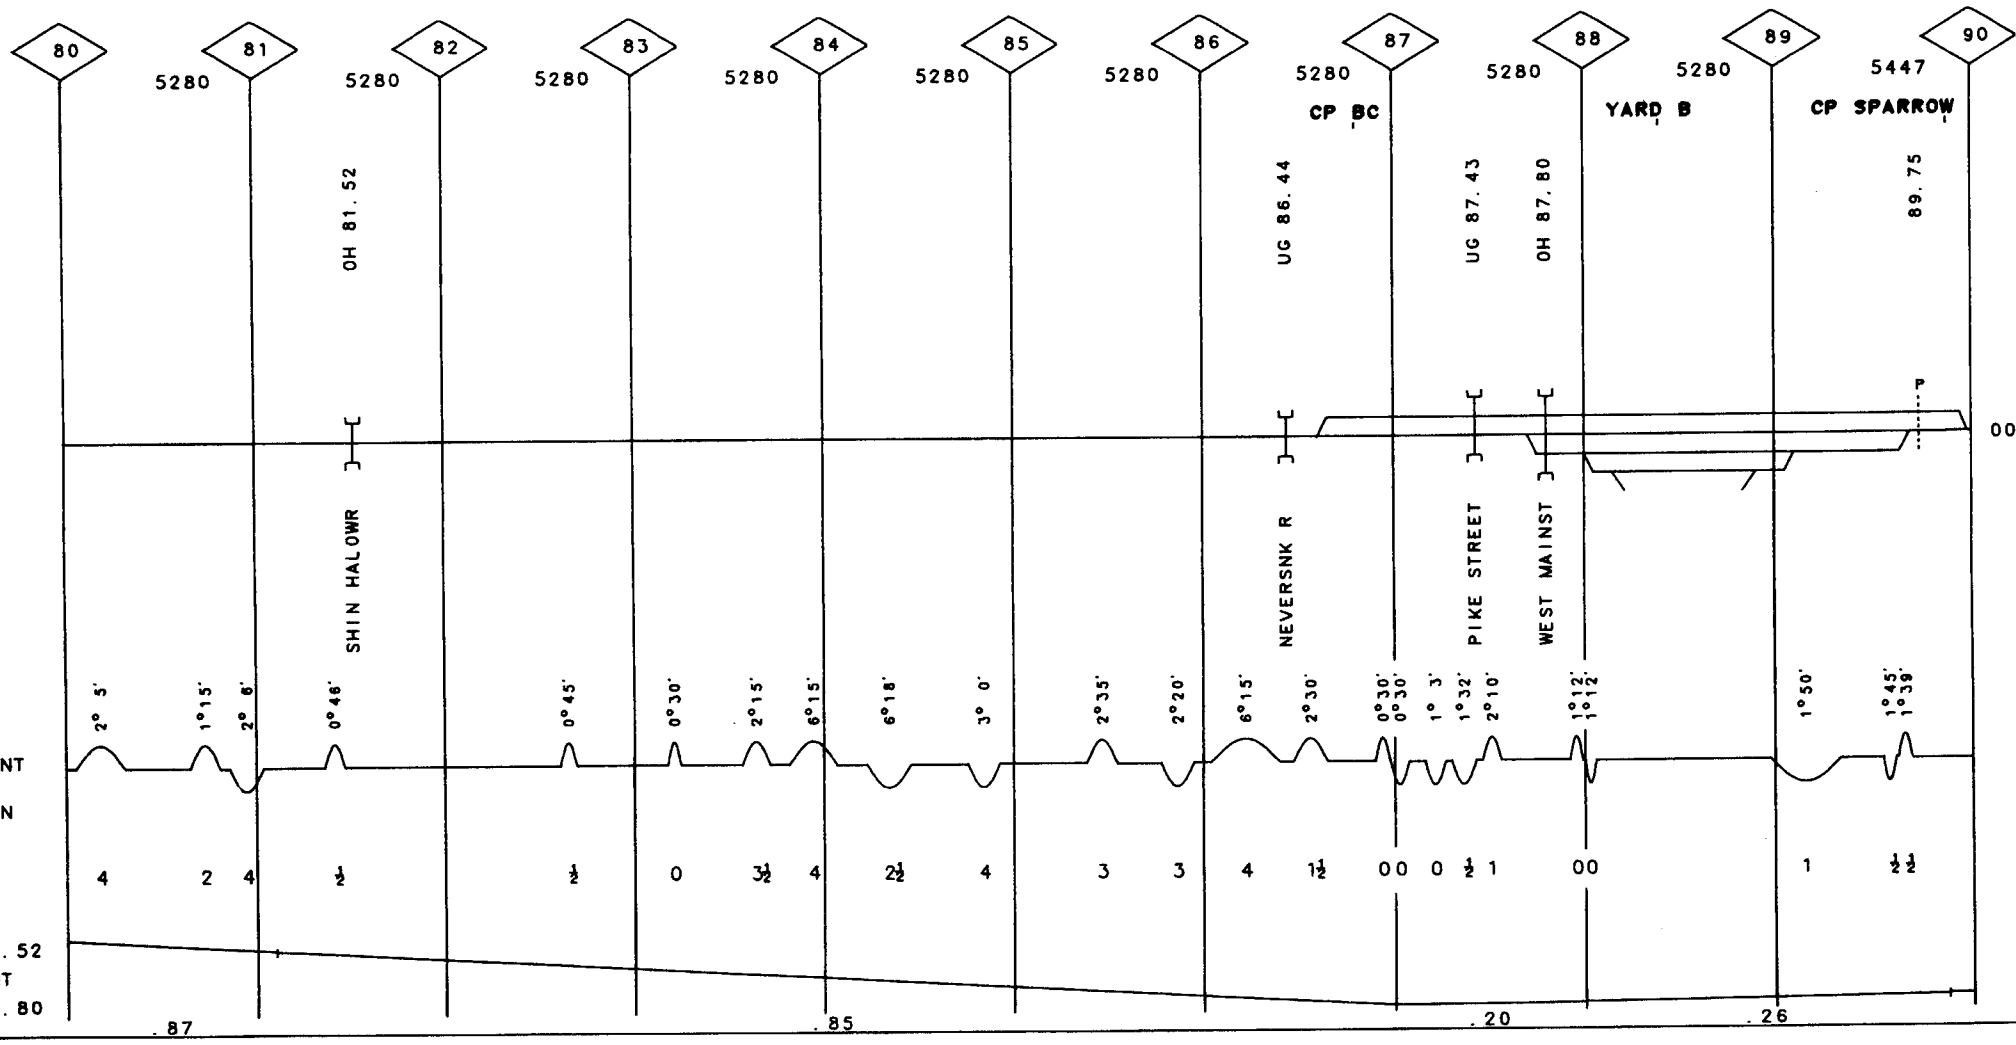 80 81 82 83 84 85 86 87 88 89 90
5280 5280 5280 5280 5280 5280 5280 5280 5280 5447
CP BC YARD B CP SPARROW
OH 81.52
UG 86.44
UG 87.43
OH 87.80
89.75
P
00
SHIN HALOWR
NEVERSNK R
PIKE STREET
WEST MAINST
2° 5' 1°15' 2° 6' 0°46' 0°45' 0°30' 2°15' 6°15' 6°18' 3° 0' 2°35' 2°20' 6°15' 2°30' 0°30' 0°30' 1° 3' 1°32' 2°10' 1°12' 1°12' 1°50' 1°45' 1°39'
NT
N
4 2 4 ½ ½ 0 3½ 4 2½ 4 3 3 4 1½ 0 0 0 ½ 1 0 0 1 ½ ½
.52
T
.80
.87 .85 .20 .26